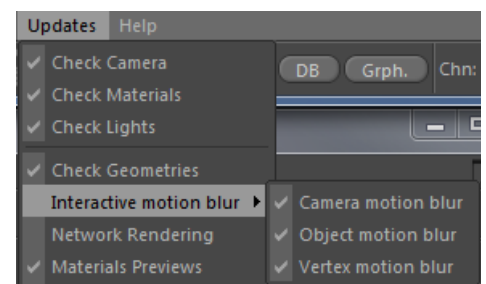 Updates Help
Check Camera
DB Grph. Chn:
Check Materials
Check Lights
Check Geometries
Interactive motion blur
Camera motion blur
Network Rendering
Object motion blur
Materials Previews
Vertex motion blur